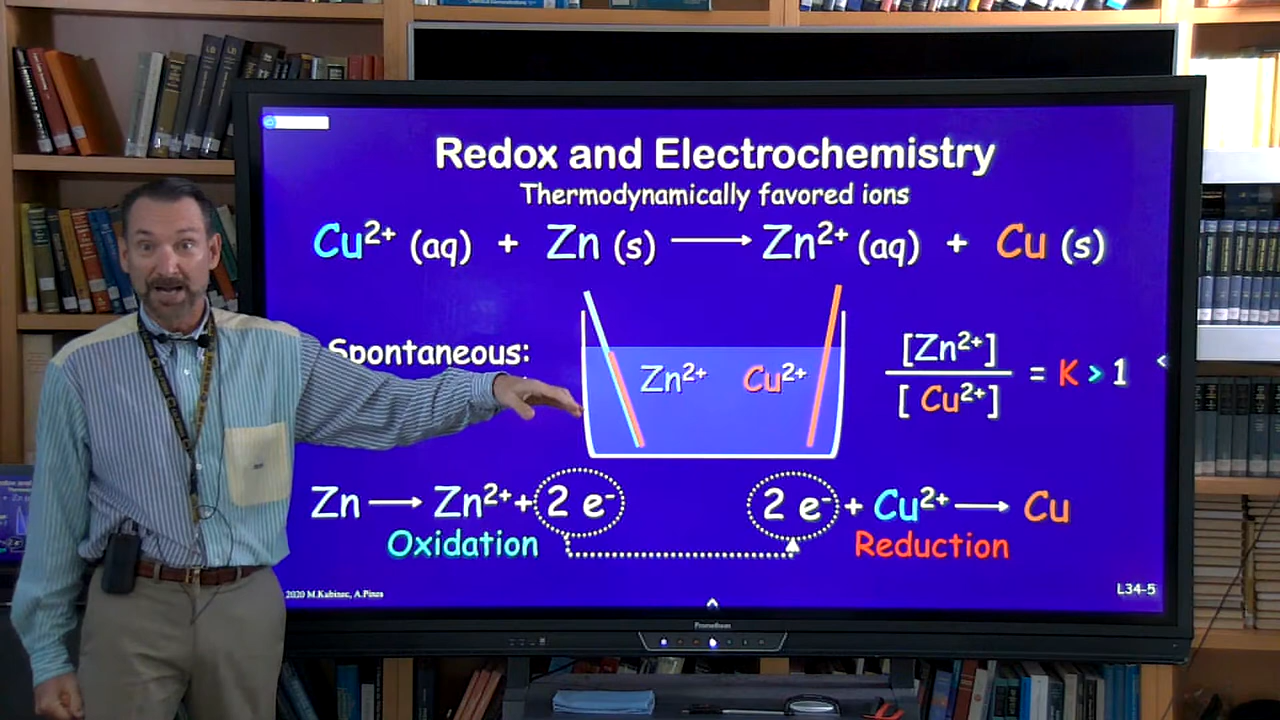 Redox and Electrochemistry
Thermodynamically favored ions
Cu²⁺ (aq) + Zn (s) ⟶ Zn²⁺ (aq) + Cu (s)
Spontaneous:
Zn²⁺ Cu²⁺
[Zn²⁺]
[ Cu²⁺]
= K > 1
<
Zn ⟶ Zn²⁺ + 2 e⁻
Oxidation
2 e⁻ + Cu²⁺ ⟶ Cu
Reduction
2020 M.Kubinec, A.Pines
L34-5
Promethean